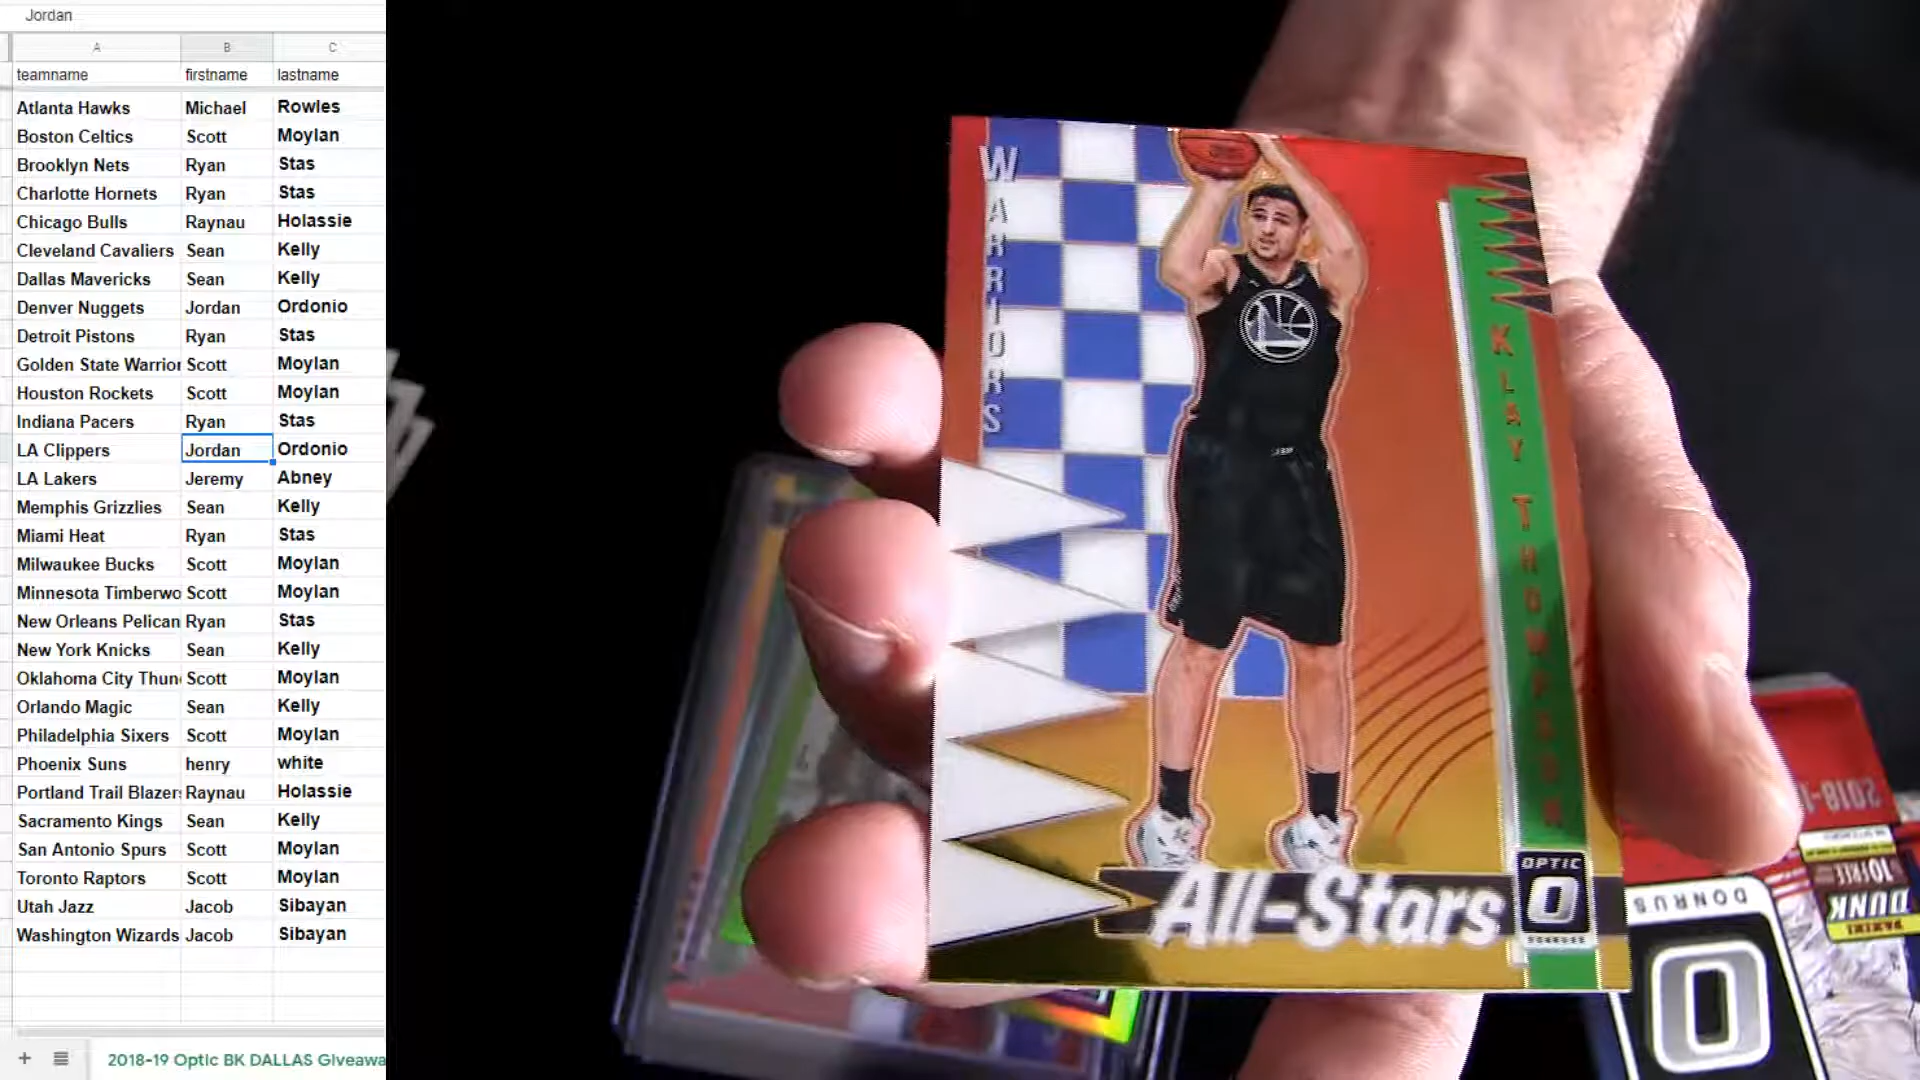 Jordan
A B C
teamname firstname lastname
Atlanta Hawks Michael Rowles
Boston Celtics Scott Moylan
Brooklyn Nets Ryan Stas
Charlotte Hornets Ryan Stas
Chicago Bulls Raynau Holassie
Cleveland Cavaliers Sean Kelly
Dallas Mavericks Sean Kelly
Denver Nuggets Jordan Ordonio
Detroit Pistons Ryan Stas
Golden State Warrior Scott Moylan
Houston Rockets Scott Moylan
Indiana Pacers Ryan Stas
LA Clippers Jordan Ordonio
LA Lakers Jeremy Abney
Memphis Grizzlies Sean Kelly
Miami Heat Ryan Stas
Milwaukee Bucks Scott Moylan
Minnesota Timberwo Scott Moylan
New Orleans Pelican Ryan Stas
New York Knicks Sean Kelly
Oklahoma City Thun Scott Moylan
Orlando Magic Sean Kelly
Philadelphia Sixers Scott Moylan
Phoenix Suns henry white
Portland Trail Blazers Raynau Holassie
Sacramento Kings Sean Kelly
San Antonio Spurs Scott Moylan
Toronto Raptors Scott Moylan
Utah Jazz Jacob Sibayan
Washington Wizards Jacob Sibayan
2018-19 Optic BK DALLAS Giveawa
WARRIORS
KLAY THOMPSON
All-Stars
OPTIC
O
DONRUSS
2018-1
10 FREE
DUNK
PANINI
DONRUS
O